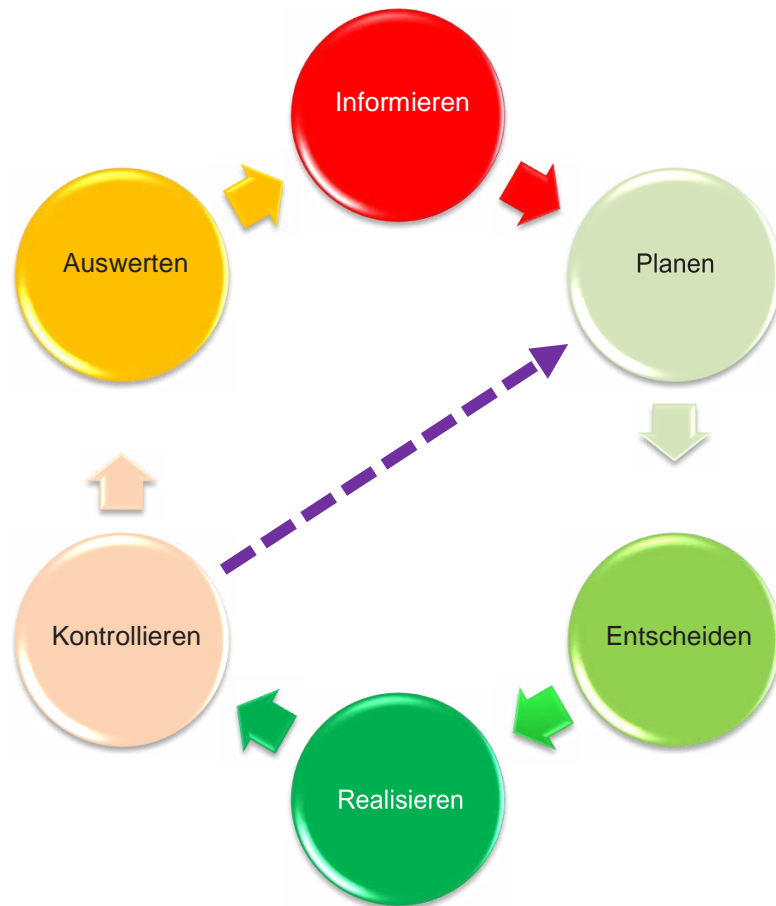 Informieren
Planen
Entscheiden
Realisieren
Kontrollieren
Auswerten